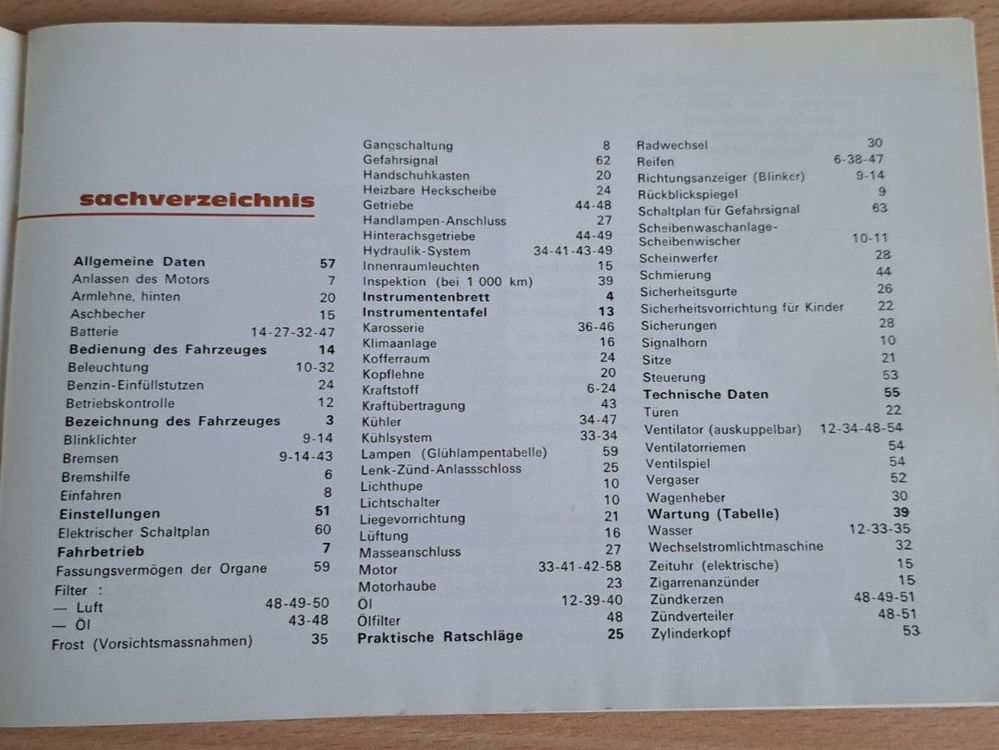 sachverzeichnis
Allgemeine Daten 57
Anlassen des Motors 7
Armlehne, hinten 20
Aschbecher 15
Batterie 14-27-32-47
Bedienung des Fahrzeuges 14
Beleuchtung 10-32
Benzin-Einfüllstutzen 24
Betriebskontrolle 12
Bezeichnung des Fahrzeuges 3
Blinklichter 9-14
Bremsen 9-14-43
Bremshilfe 6
Einfahren 8
Einstellungen 51
Elektrischer Schaltplan 60
Fahrbetrieb 7
Fassungsvermögen der Organe 59
Filter :
— Luft 48-49-50
— Öl 43-48
Frost (Vorsichtsmassnahmen) 35
Gangschaltung 8
Gefahrsignal 62
Handschuhkasten 20
Heizbare Heckscheibe 24
Getriebe 44-48
Handlampen-Anschluss 27
Hinterachsgetriebe 44-49
Hydraulik-System 34-41-43-49
Innenraumleuchten 15
Inspektion (bei 1 000 km) 39
Instrumentenbrett 4
Instrumententafel 13
Karosserie 36-46
Klimaanlage 16
Kofferraum 24
Kopflehne 20
Kraftstoff 6-24
Kraftübertragung 43
Kühler 34-47
Kühlsystem 33-34
Lampen (Glühlampentabelle) 59
Lenk-Zünd-Anlassschloss 25
Lichthupe 10
Lichtschalter 10
Liegevorrichtung 21
Lüftung 16
Masseanschluss 27
Motor 33-41-42-58
Motorhaube 23
Öl 12-39-40
Ölfilter 48
Praktische Ratschläge 25
Radwechsel 30
Reifen 6-38-47
Richtungsanzeiger (Blinker) 9-14
Rückblickspiegel 9
Schaltplan für Gefahrsignal 63
Scheibenwaschanlage-
Scheibenwischer 10-11
Scheinwerfer 28
Schmierung 44
Sicherheitsgurte 26
Sicherheitsvorrichtung für Kinder 22
Sicherungen 28
Signalhorn 10
Sitze 21
Steuerung 53
Technische Daten 55
Türen 22
Ventilator (auskuppelbar) 12-34-48-54
Ventilatorriemen 54
Ventilspiel 54
Vergaser 52
Wagenheber 30
Wartung (Tabelle) 39
Wasser 12-33-35
Wechselstromlichtmaschine 32
Zeituhr (elektrische) 15
Zigarrenanzünder 15
Zündkerzen 48-49-51
Zündverteiler 48-51
Zylinderkopf 53